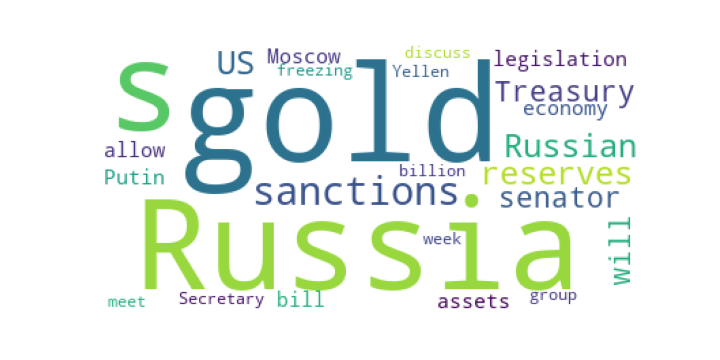 discuss
US Moscow legislation
freezing Yellen
s gold Treasury
economy
allow Russian
Putin billion reserves
sanctions senator
Russia week will
meet Secretary bill assets group